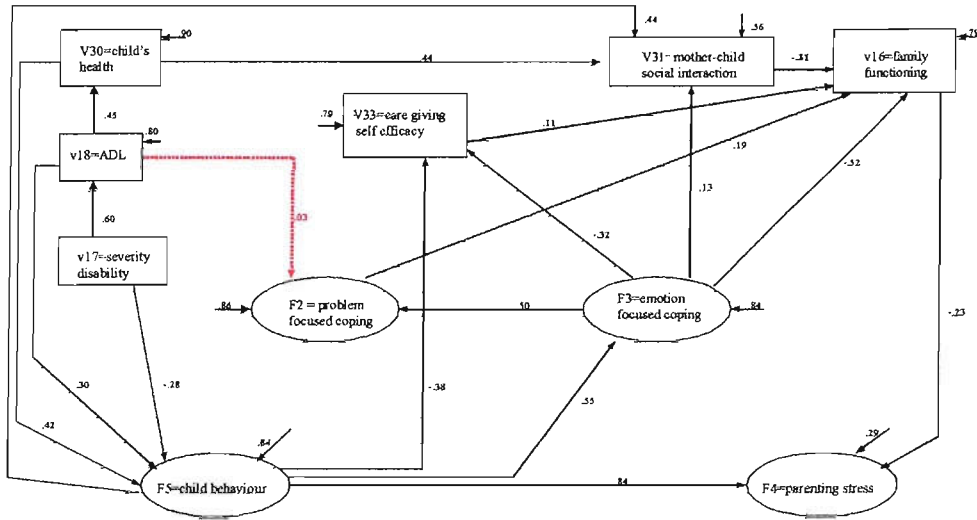 .44
.56
.90
V30=child's
health
.44
V31= mother-child
social interaction
-.31
v16=family
functioning
.45
.80
v18=ADL
.79
V33=care giving
self efficacy
.11
.19
-.52
.03
.13
.60
-.32
v17=severity
disability
.86
F2 = problem
focused coping
.50
F3=emotion
focused coping
.84
-.23
-.28
.30
-.38
.55
.42
.84
.29
F5=child behaviour
.84
F4=parenting stress